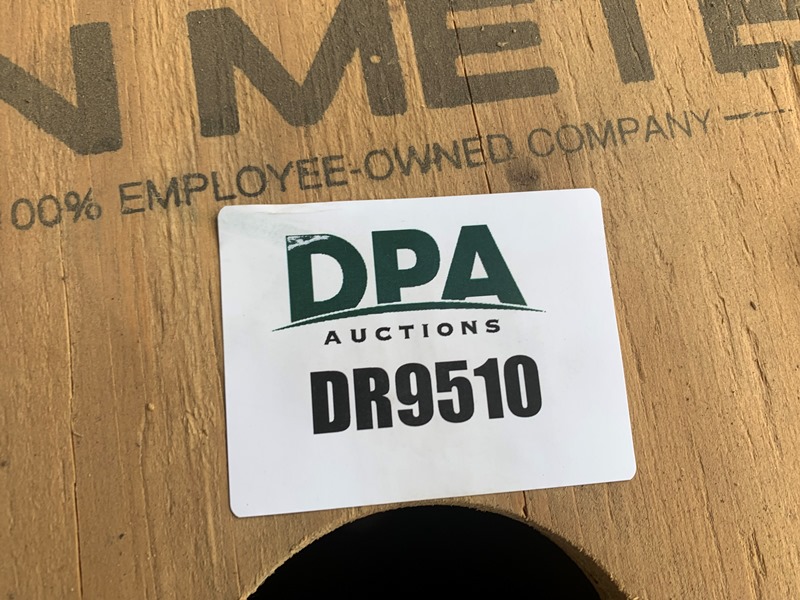 N METE
00% EMPLOYEE-OWNED COMPANY
DPA
AUCTIONS
DR9510